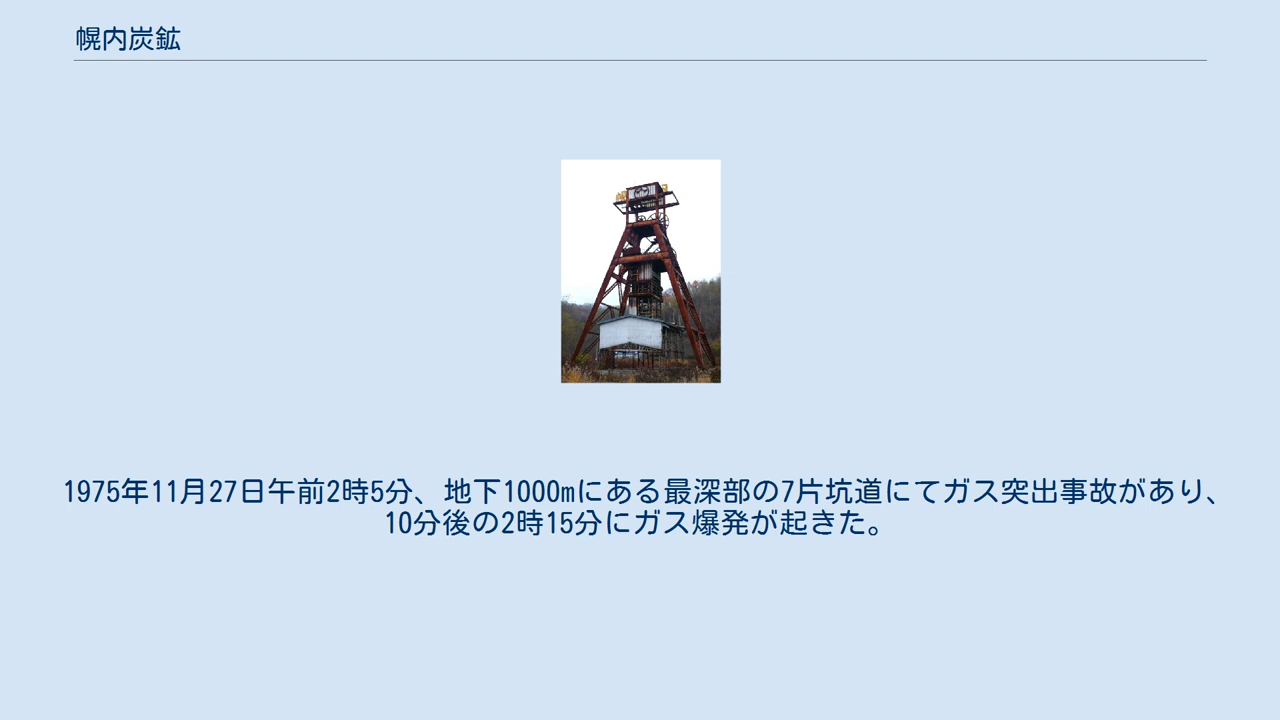 幌内炭鉱
1975年11月27日午前2時5分、地下1000mにある最深部の7片坑道にてガス突出事故があり、
10分後の2時15分にガス爆発が起きた。